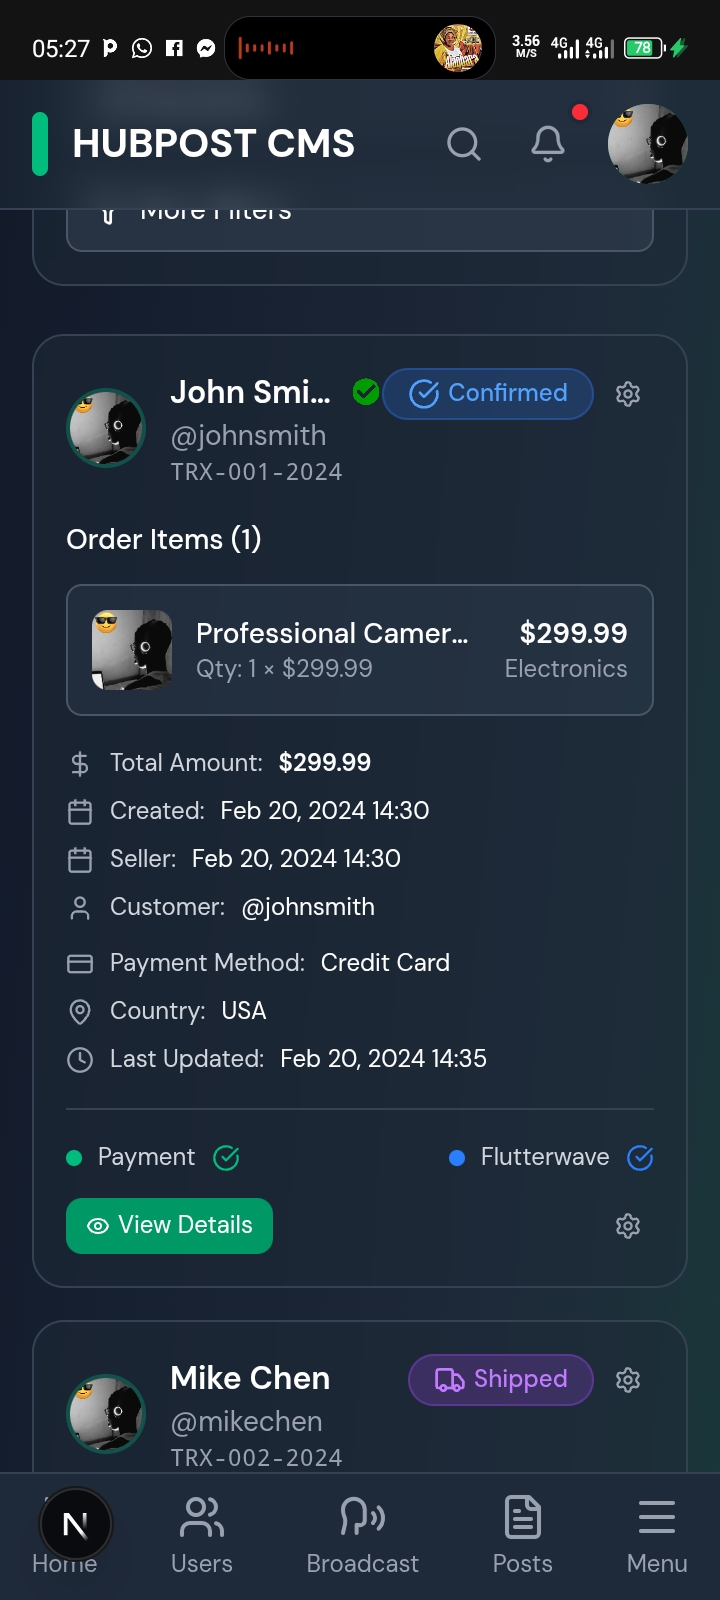 05:27
3.56 M/S 4G 4G 78
HUBPOST CMS
More Filters
John Smi... Confirmed
@johnsmith
TRX-001-2024
Order Items (1)
Professional Camer... $299.99
Qty: 1 × $299.99 Electronics
Total Amount: $299.99
Created: Feb 20, 2024 14:30
Seller: Feb 20, 2024 14:30
Customer: @johnsmith
Payment Method: Credit Card
Country: USA
Last Updated: Feb 20, 2024 14:35
Payment Flutterwave
View Details
Mike Chen Shipped
@mikechen
TRX-002-2024
N
Home Users Broadcast Posts Menu